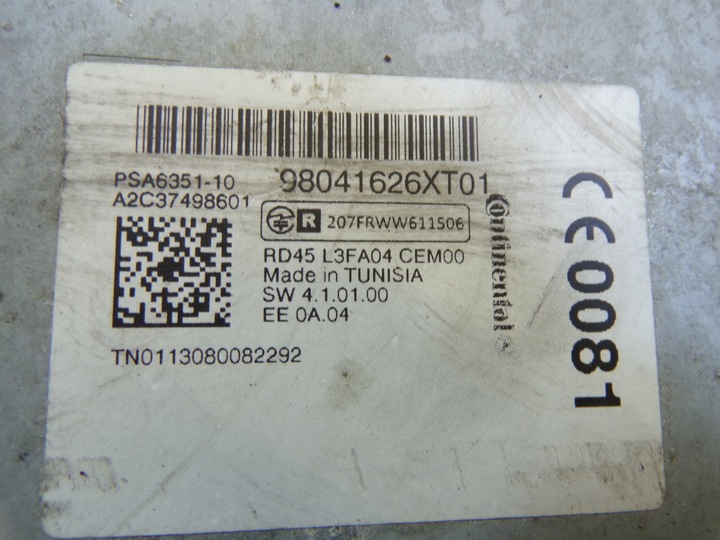 PSA6351-10 98041626XT01
A2C37498601
R 207FRWW611506
RD45 L3FA04 CEM00
Made in TUNISIA
SW 4.1.01.00
EE 0A.04
TN0113080082292
Continental
CE 0081